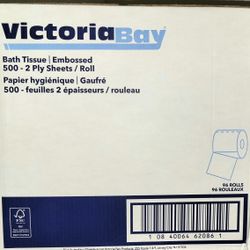 VictoriaBay
Bath Tissue | Embossed
500 - 2 Ply Sheets / Roll
Papier hygiénique | Gaufré
500 - feuilles 2 épaisseurs / rouleau
96 ROLLS
96 ROULEAUX
FSC
1 08 40064 62086 1